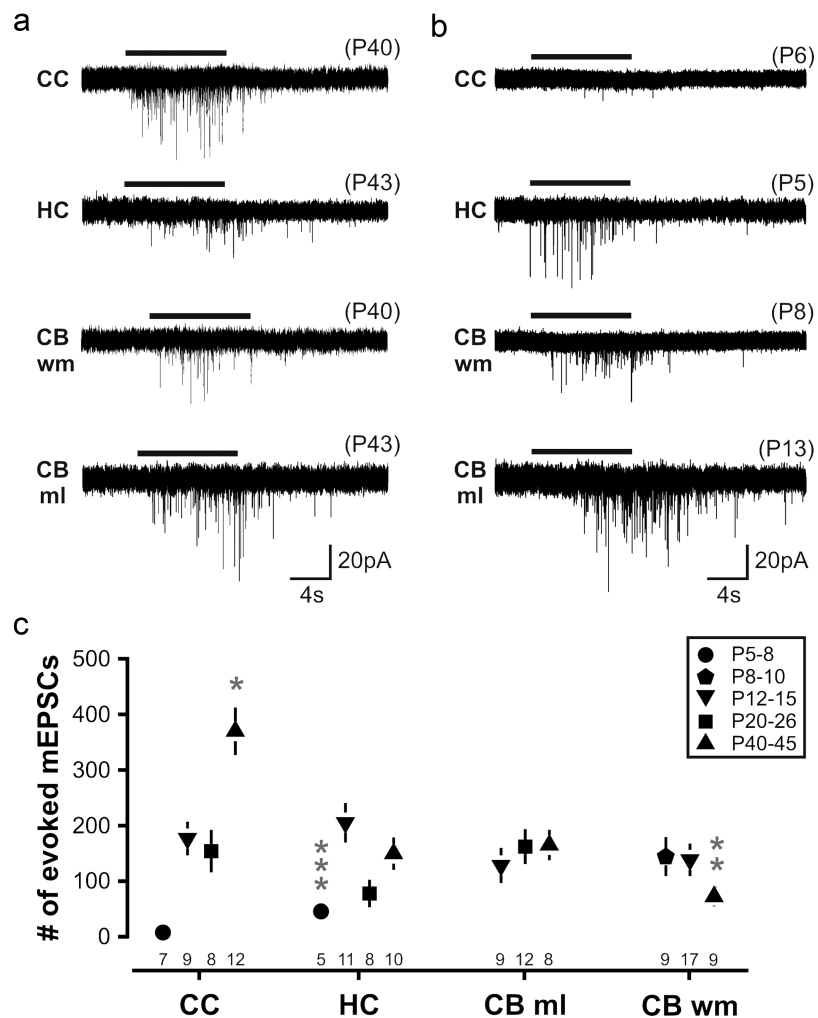 a
(P40)
CC
(P43)
HC
(P40)
CB
wm
(P43)
CB
ml
20pA
4s
b
(P6)
CC
(P5)
HC
(P8)
CB
wm
(P13)
CB
ml
20pA
4s
c
# of evoked mEPSCs
500
400
300
200
100
0
*
***
**
P5-8
P8-10
P12-15
P20-26
P40-45
7 9 8 12 5 11 8 10 9 12 8 9 17 9
CC HC CB ml CB wm